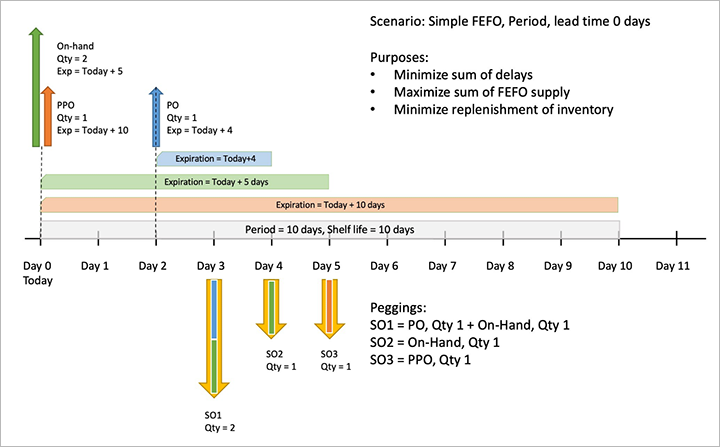 Scenario: Simple FEFO, Period, lead time 0 days
Purposes:
• Minimize sum of delays
• Maximize sum of FEFO supply
• Minimize replenishment of inventory
On-hand
Qty = 2
Exp = Today + 5
PPO
Qty = 1
Exp = Today + 10
PO
Qty = 1
Exp = Today + 4
Expiration = Today+4
Expiration = Today + 5 days
Expiration = Today + 10 days
Period = 10 days, Shelf life = 10 days
Day 0 Day 1 Day 2 Day 3 Day 4 Day 5 Day 6 Day 7 Day 8 Day 9 Day 10 Day 11
Today
SO1
Qty = 2
SO2
Qty = 1
SO3
Qty = 1
Peggings:
SO1 = PO, Qty 1 + On-Hand, Qty 1
SO2 = On-Hand, Qty 1
SO3 = PPO, Qty 1